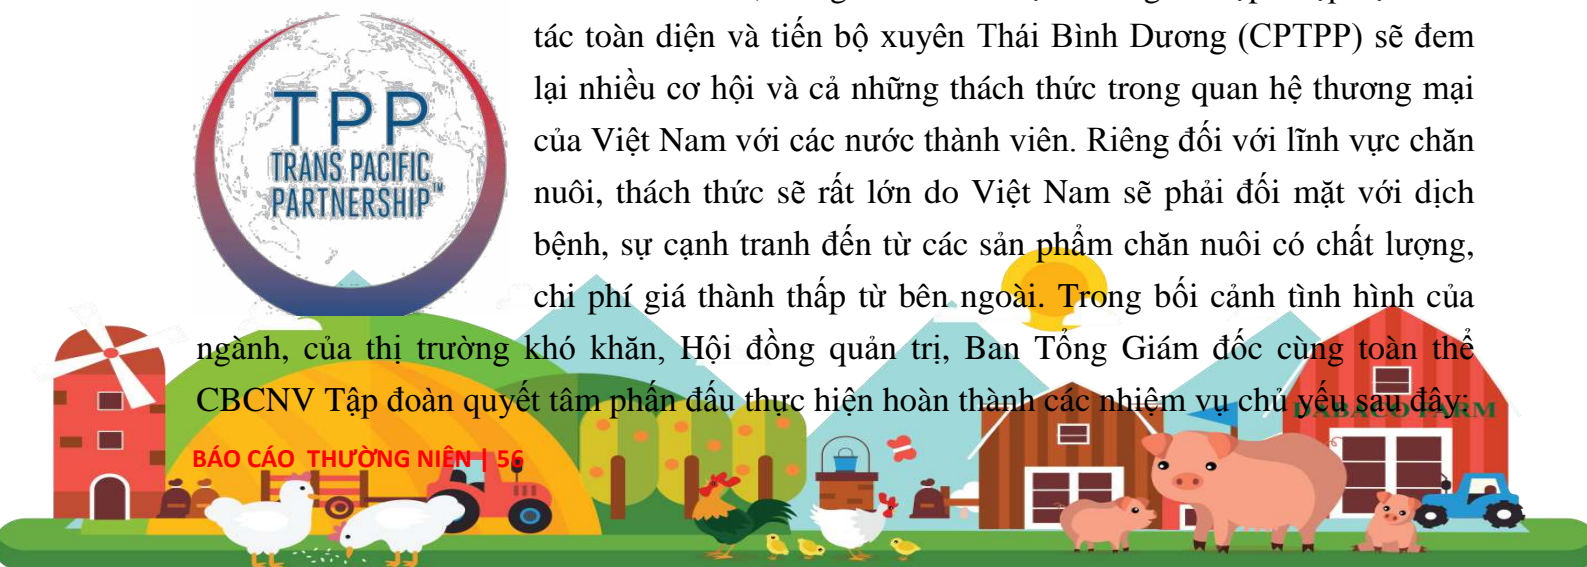 TPP
TRANS PACIFIC
PARTNERSHIP™
tác toàn diện và tiến bộ xuyên Thái Bình Dương (CPTPP) sẽ đem
lại nhiều cơ hội và cả những thách thức trong quan hệ thương mại
của Việt Nam với các nước thành viên. Riêng đối với lĩnh vực chăn
nuôi, thách thức sẽ rất lớn do Việt Nam sẽ phải đối mặt với dịch
bệnh, sự cạnh tranh đến từ các sản phẩm chăn nuôi có chất lượng,
chi phí giá thành thấp từ bên ngoài. Trong bối cảnh tình hình của
ngành, của thị trường khó khăn, Hội đồng quản trị, Ban Tổng Giám đốc cùng toàn thể
CBCNV Tập đoàn quyết tâm phấn đấu thực hiện hoàn thành các nhiệm vụ chủ yếu sau đây:
DABACO FARM
BÁO CÁO THƯỜNG NIÊN | 56